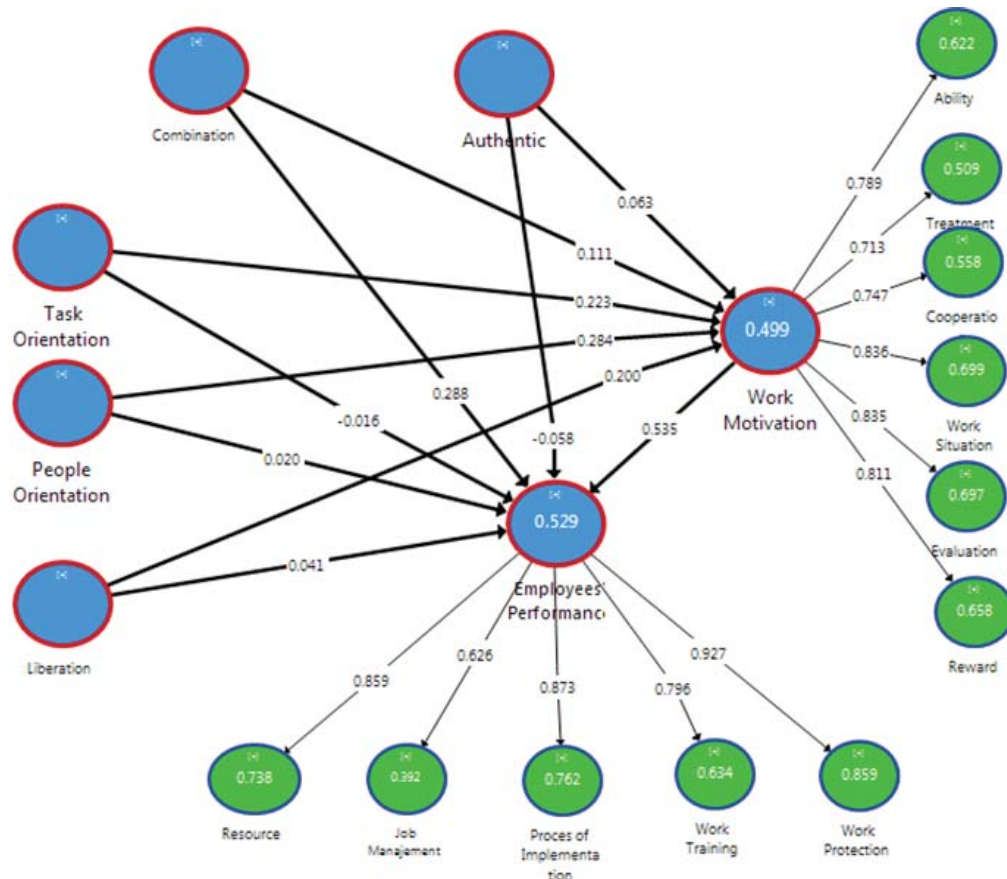 [+]
[+]
[+]
0.622
Combination
Authentic
Ability
[+]
0.509
0.789
Treatment
0.063
[+]
0.713
[+]
0.558
0.111
0.747
Cooperatio
Task
Orientation
0.223
[+]
0.499
[+]
0.284
0.836
[+]
0.699
0.200
Work
Motivation
0.288
Work
Situation
-0.016
0.835
People
Orientation
0.020
-0.058
0.535
0.811
[+]
0.697
[+]
0.529
Evaluation
[+]
0.041
Employees'
Performanc
[+]
0.658
Liberation
Reward
0.859
0.626
0.873
0.796
0.927
[+]
0.738
[+]
0.392
[+]
0.762
[+]
0.634
[+]
0.859
Resource
Job
Manajement
Proces of
Implementa
tion
Work
Training
Work
Protection